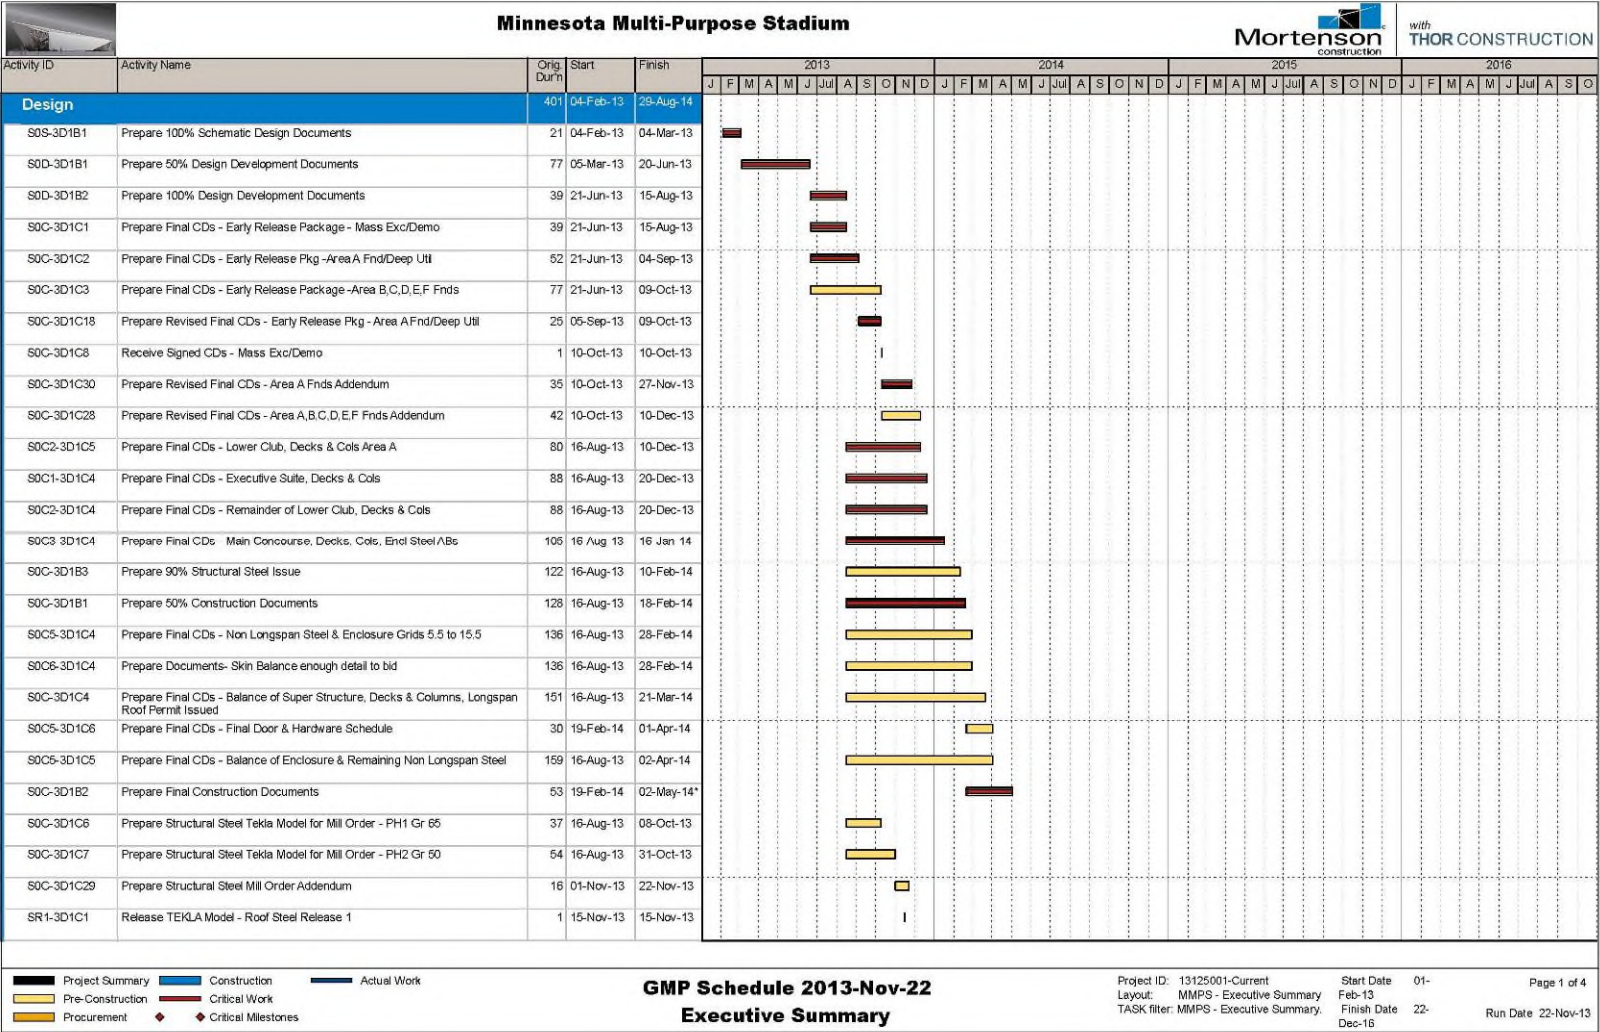 Minnesota Multi-Purpose Stadium
Mortenson
construction
with
THOR CONSTRUCTION
Activity ID Activity Name Orig. Dur'n Start Finish 2013 2014 2015 2016
J F M A M J Jul A S O N D J F M A M J Jul A S O N D J F M A M J Jul A S O N D J F M A M J Jul A S O
Design 401 04-Feb-13 29-Aug-14
S0S-3D1B1 Prepare 100% Schematic Design Documents 21 04-Feb-13 04-Mar-13
S0D-3D1B1 Prepare 50% Design Development Documents 77 05-Mar-13 20-Jun-13
S0D-3D1B2 Prepare 100% Design Development Documents 39 21-Jun-13 15-Aug-13
S0C-3D1C1 Prepare Final CDs - Early Release Package - Mass Exc/Demo 39 21-Jun-13 15-Aug-13
S0C-3D1C2 Prepare Final CDs - Early Release Pkg -Area A Fnd/Deep Util 52 21-Jun-13 04-Sep-13
S0C-3D1C3 Prepare Final CDs - Early Release Package -Area B,C,D,E,F Fnds 77 21-Jun-13 09-Oct-13
S0C-3D1C18 Prepare Revised Final CDs - Early Release Pkg - Area A Fnd/Deep Util 25 05-Sep-13 09-Oct-13
S0C-3D1C8 Receive Signed CDs - Mass Exc/Demo 1 10-Oct-13 10-Oct-13
S0C-3D1C30 Prepare Revised Final CDs - Area A Fnds Addendum 35 10-Oct-13 27-Nov-13
S0C-3D1C28 Prepare Revised Final CDs - Area A,B,C,D,E,F Fnds Addendum 42 10-Oct-13 10-Dec-13
S0C2-3D1C5 Prepare Final CDs - Lower Club, Decks & Cols Area A 80 16-Aug-13 10-Dec-13
S0C1-3D1C4 Prepare Final CDs - Executive Suite, Decks & Cols 88 16-Aug-13 20-Dec-13
S0C2-3D1C4 Prepare Final CDs - Remainder of Lower Club, Decks & Cols 88 16-Aug-13 20-Dec-13
S0C3-3D1C4 Prepare Final CDs - Main Concourse, Decks, Cols, Encl Steel ABs 105 16-Aug-13 16-Jan-14
S0C-3D1B3 Prepare 90% Structural Steel Issue 122 16-Aug-13 10-Feb-14
S0C-3D1B1 Prepare 50% Construction Documents 128 16-Aug-13 18-Feb-14
S0C5-3D1C4 Prepare Final CDs - Non Longspan Steel & Enclosure Grids 5.5 to 15.5 136 16-Aug-13 28-Feb-14
S0C6-3D1C4 Prepare Documents- Skin Balance enough detail to bid 136 16-Aug-13 28-Feb-14
S0C-3D1C4 Prepare Final CDs - Balance of Super Structure, Decks & Columns, Longspan 151 16-Aug-13 21-Mar-14
Roof Permit Issued
S0C5-3D1C6 Prepare Final CDs - Final Door & Hardware Schedule 30 19-Feb-14 01-Apr-14
S0C5-3D1C5 Prepare Final CDs - Balance of Enclosure & Remaining Non Longspan Steel 159 16-Aug-13 02-Apr-14
S0C-3D1B2 Prepare Final Construction Documents 53 19-Feb-14 02-May-14*
S0C-3D1C6 Prepare Structural Steel Tekla Model for Mill Order - PH1 Gr 65 37 16-Aug-13 08-Oct-13
S0C-3D1C7 Prepare Structural Steel Tekla Model for Mill Order - PH2 Gr 50 54 16-Aug-13 31-Oct-13
S0C-3D1C29 Prepare Structural Steel Mill Order Addendum 16 01-Nov-13 22-Nov-13
SR1-3D1C1 Release TEKLA Model - Roof Steel Release 1 1 15-Nov-13 15-Nov-13
Project Summary Construction Actual Work
Pre-Construction Critical Work
Procurement Critical Milestones
GMP Schedule 2013-Nov-22
Executive Summary
Project ID: 13125001-Current Start Date 01-
Layout: MMPS - Executive Summary Feb-13
TASK filter: MMPS - Executive Summary. Finish Date 22-
Dec-16
Page 1 of 4
Run Date 22-Nov-13